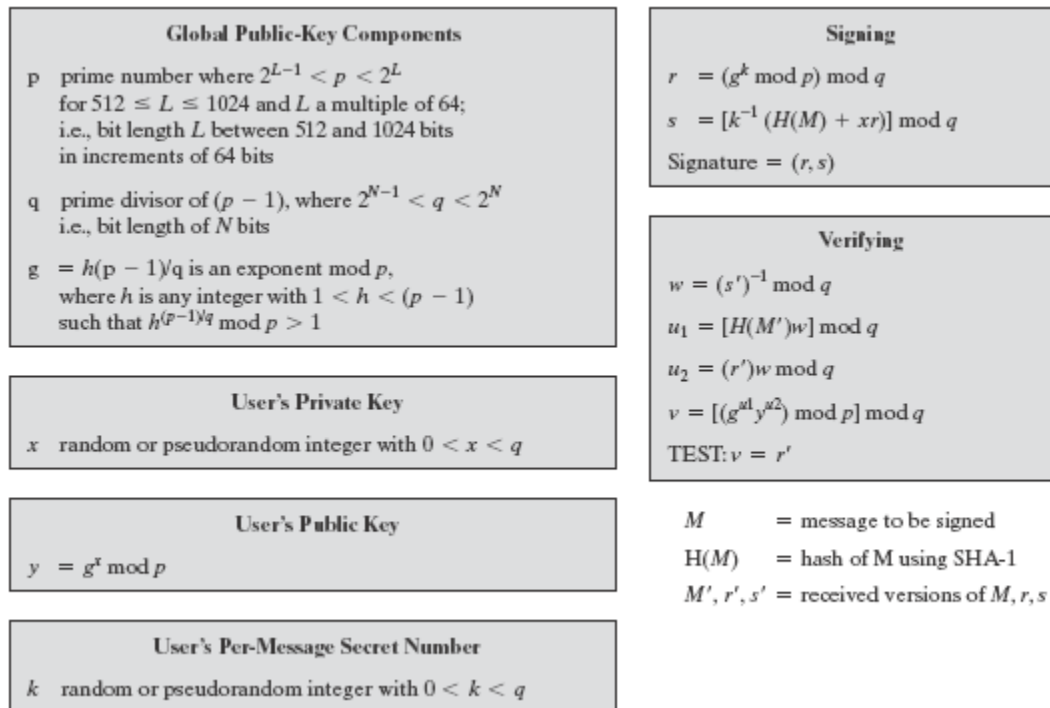 Global Public-Key Components
p prime number where 2^{L−1} < p < 2^L
for 512 ≤ L ≤ 1024 and L a multiple of 64;
i.e., bit length L between 512 and 1024 bits
in increments of 64 bits
q prime divisor of (p − 1), where 2^{N−1} < q < 2^N
i.e., bit length of N bits
g = h(p − 1)/q is an exponent mod p,
where h is any integer with 1 < h < (p − 1)
such that h^{(p−1)/q} mod p > 1
User's Private Key
x random or pseudorandom integer with 0 < x < q
User's Public Key
y = g^x mod p
User's Per-Message Secret Number
k random or pseudorandom integer with 0 < k < q
Signing
r = (g^k mod p) mod q
s = [k^{−1} (H(M) + xr)] mod q
Signature = (r, s)
Verifying
w = (s')^{−1} mod q
u_1 = [H(M')w] mod q
u_2 = (r')w mod q
v = [(g^{u1} y^{u2}) mod p] mod q
TEST: v = r'
M = message to be signed
H(M) = hash of M using SHA-1
M', r', s' = received versions of M, r, s